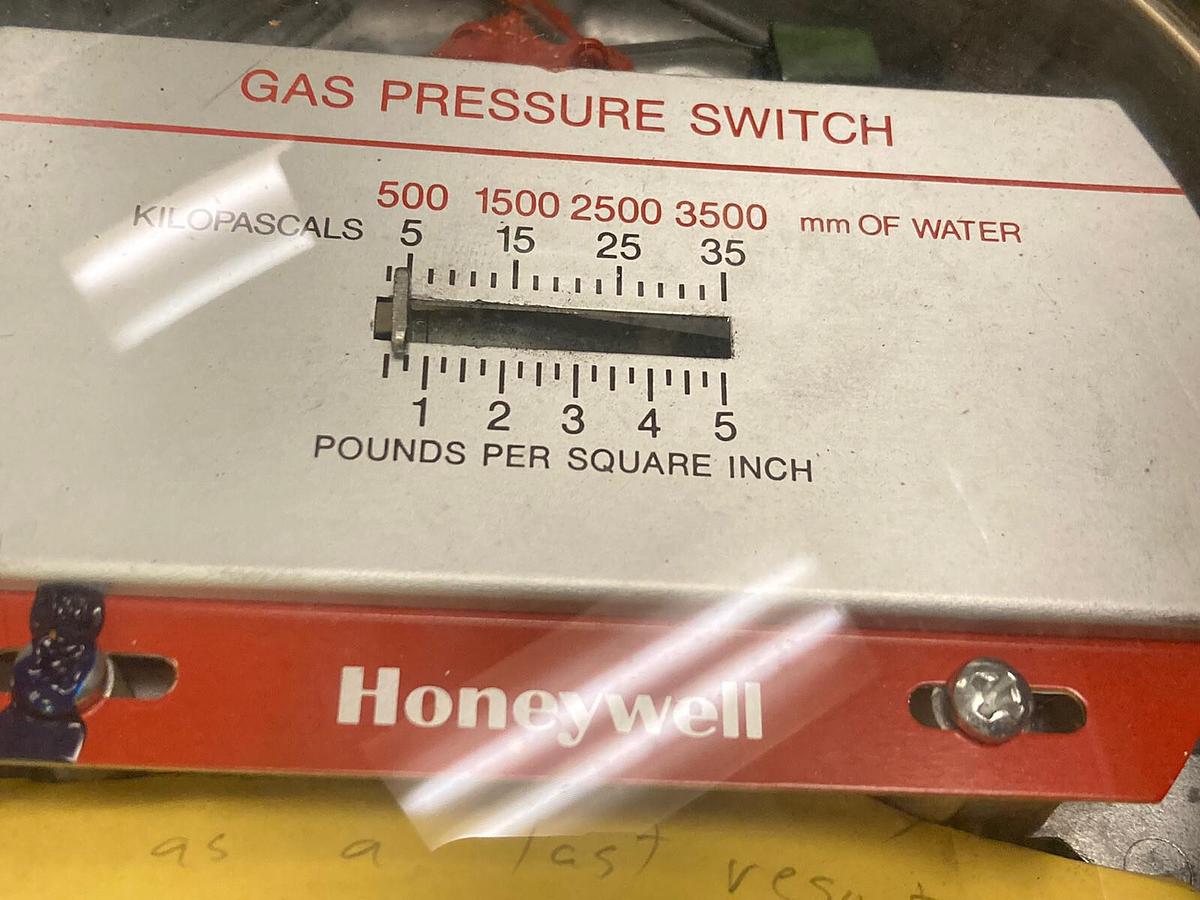 GAS PRESSURE SWITCH
500 1500 2500 3500 mm OF WATER
KILOPASCALS 5 15 25 35
1 2 3 4 5
POUNDS PER SQUARE INCH
Honeywell
as a last